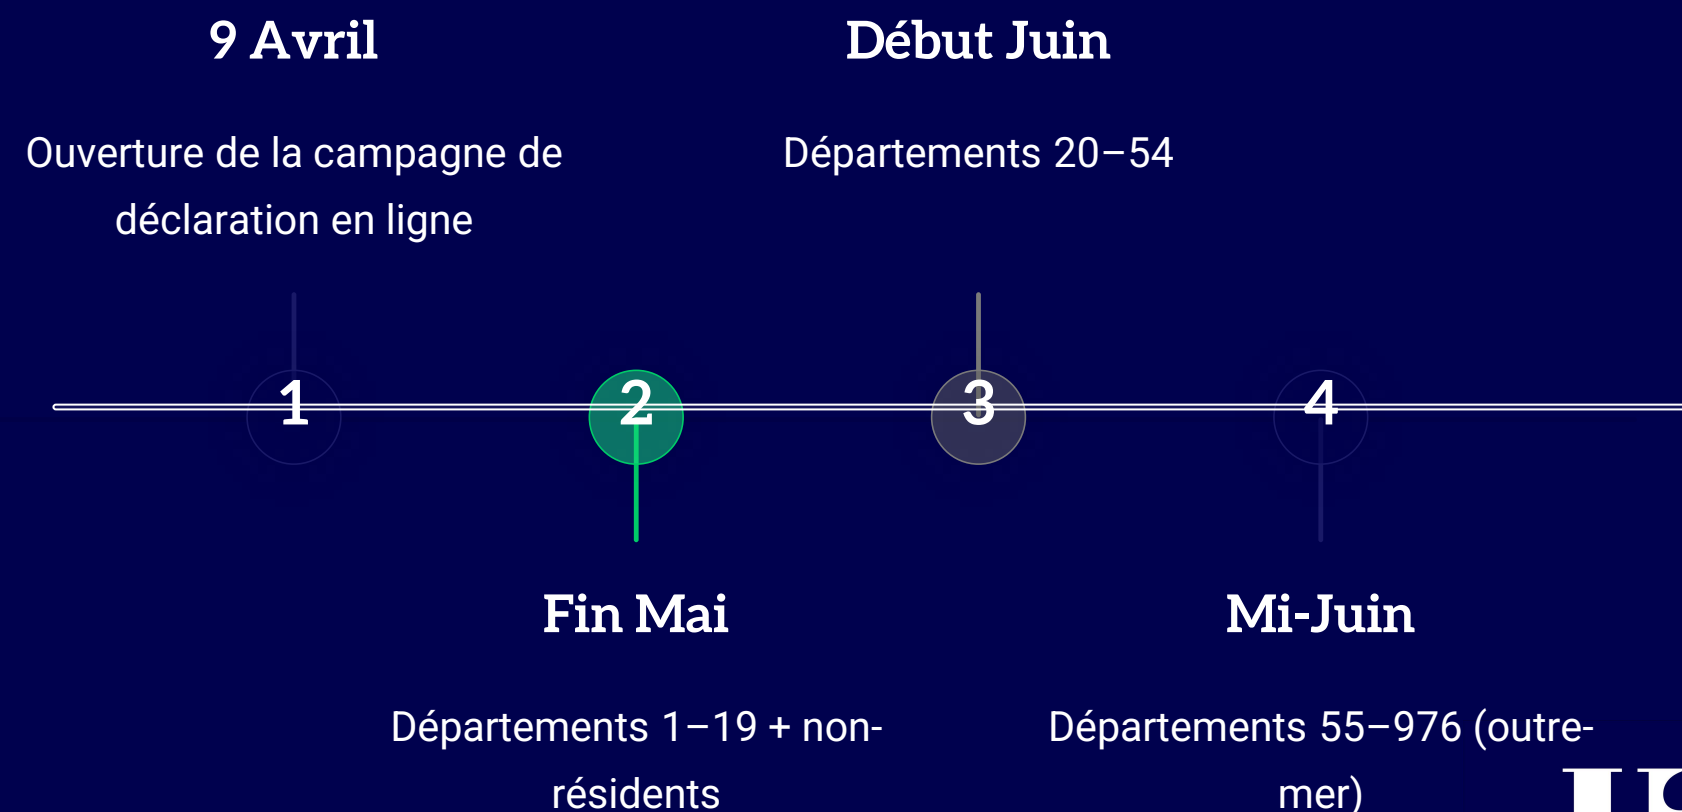 9 Avril
Ouverture de la campagne de
déclaration en ligne
Début Juin
Départements 20–54
1
2
3
4
Fin Mai
Départements 1–19 + non-
résidents
Mi-Juin
Départements 55–976 (outre-
mer)